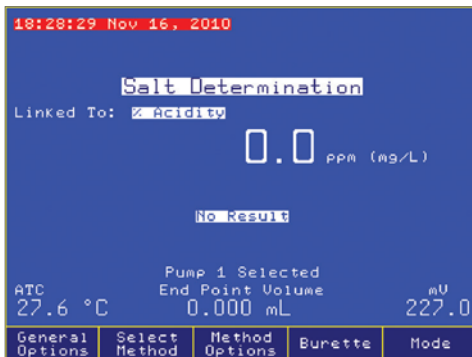 18:28:29 Nov 16, 2010
Salt Determination
Linked To: % Acidity
0.0 ppm (mg/L)
No Result
Pump 1 Selected
ATC End Point Volume mV
27.6 °C 0.000 mL 227.0
General Options
Select Method
Method Options
Burette
Mode